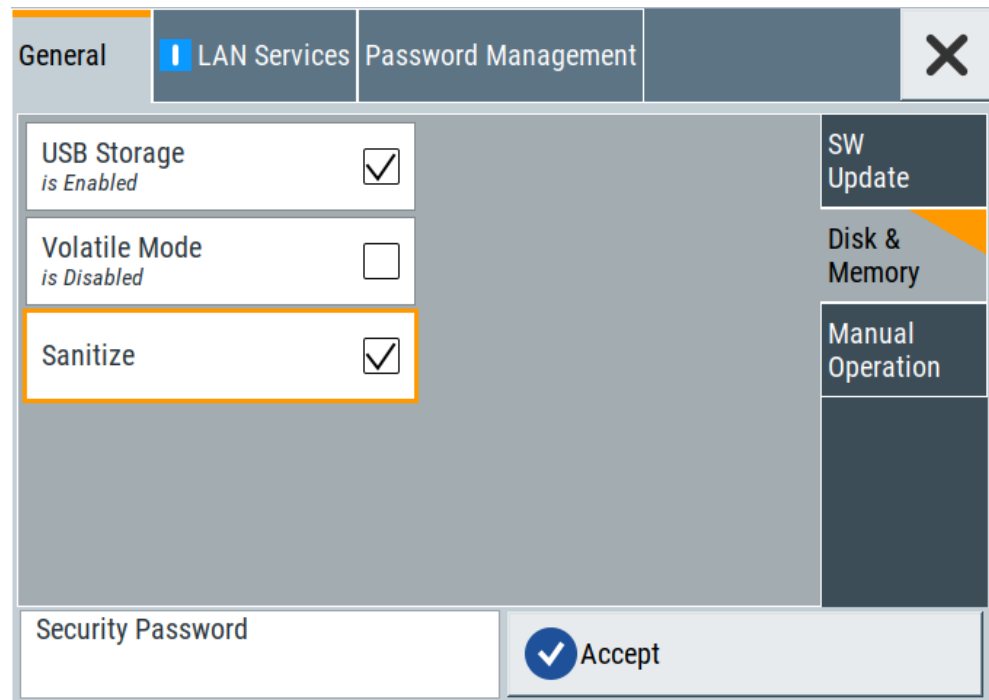 General
LAN Services
Password Management
USB Storage
is Enabled
Volatile Mode
is Disabled
Sanitize
SW
Update
Disk &
Memory
Manual
Operation
Security Password
Accept